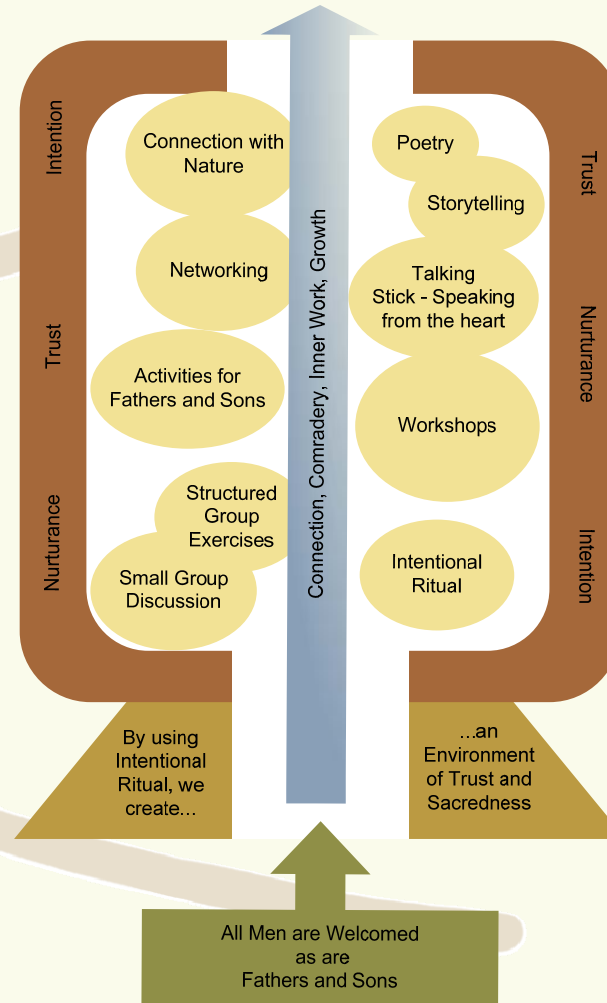 Intention
Trust
Nurturance
Connection with
Nature
Networking
Activities for
Fathers and Sons
Structured
Group
Exercises
Small Group
Discussion
Connection, Comradery, Inner Work, Growth
Poetry
Storytelling
Talking
Stick - Speaking
from the heart
Workshops
Intentional
Ritual
Trust
Nurturance
Intention
By using
Intentional
Ritual, we
create...
...an
Environment
of Trust and
Sacredness
All Men are Welcomed
as are
Fathers and Sons